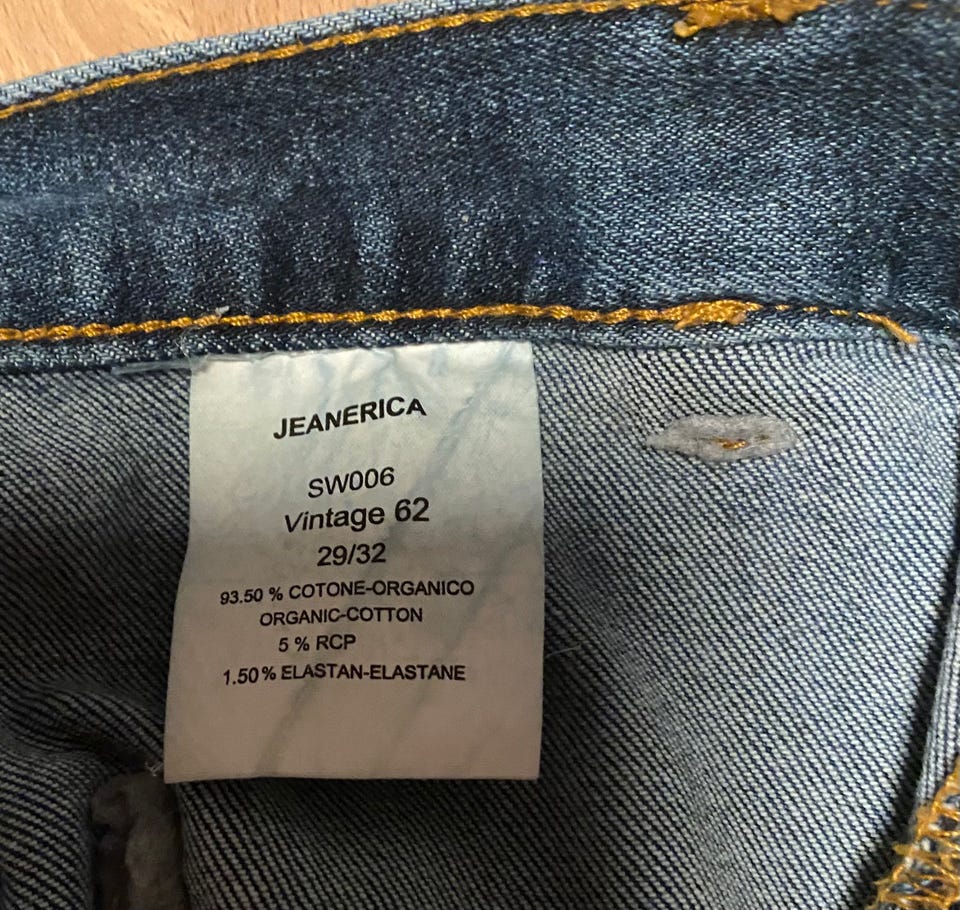 JEANERICA
SW006
Vintage 62
29/32
93.50 % COTONE-ORGANICO
ORGANIC-COTTON
5 % RCP
1.50 % ELASTAN-ELASTANE